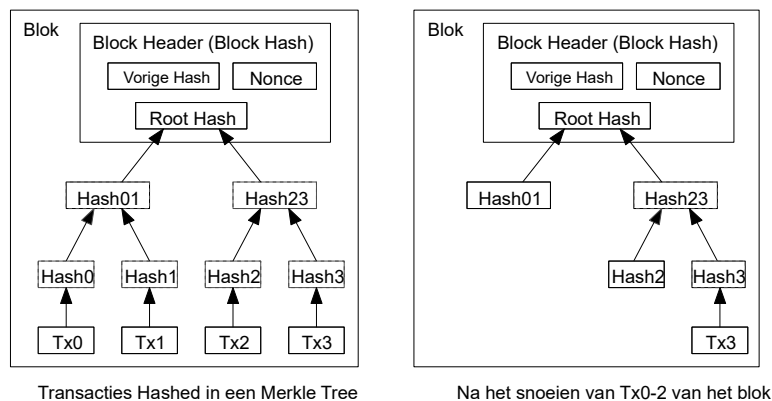 Blok
Block Header (Block Hash)
Vorige Hash
Nonce
Root Hash
Hash01
Hash23
Hash0
Hash1
Hash2
Hash3
Tx0
Tx1
Tx2
Tx3
Transacties Hashed in een Merkle Tree
Blok
Block Header (Block Hash)
Vorige Hash
Nonce
Root Hash
Hash01
Hash23
Hash2
Hash3
Tx3
Na het snoeien van Tx0-2 van het blok